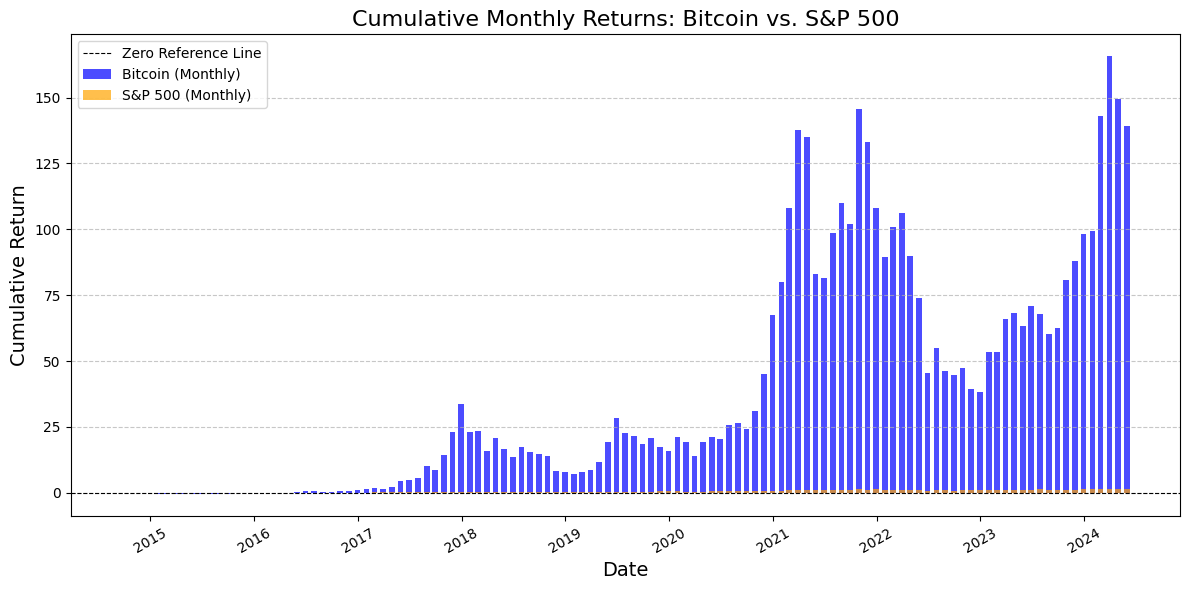 Cumulative Monthly Returns: Bitcoin vs. S&P 500
Zero Reference Line
Bitcoin (Monthly)
S&P 500 (Monthly)
Cumulative Return
150
125
100
75
50
25
0
2015
2016
2017
2018
2019
2020
2021
2022
2023
2024
Date